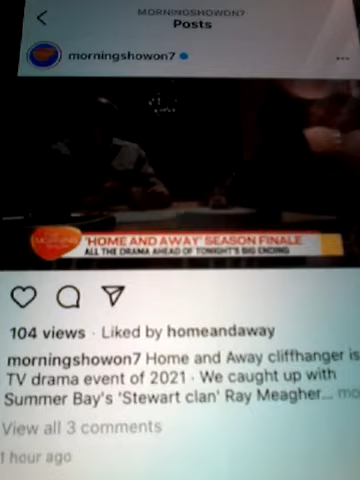 MORNINGSHOWON7
Posts
morningshowon7
'HOME AND AWAY' SEASON FINALE
ALL THE DRAMA AHEAD OF TONIGHT'S BIG ENDING
104 views · Liked by homeandaway
morningshowon7 Home and Away cliffhanger is
TV drama event of 2021 · We caught up with
Summer Bay's 'Stewart clan' Ray Meagher... mo
View all 3 comments
1 hour ago